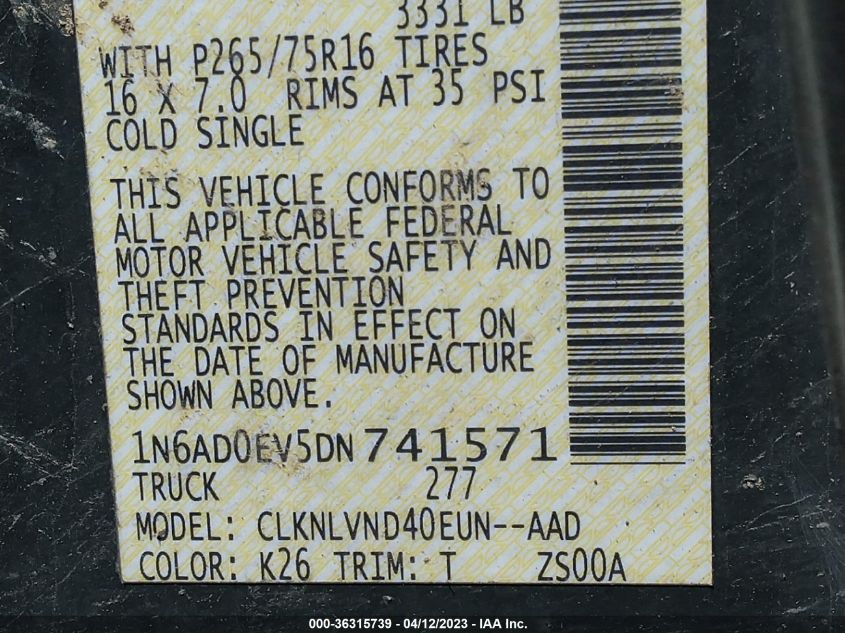 3331 LB
WITH P265/75R16 TIRES
16 X 7.0 RIMS AT 35 PSI
COLD SINGLE
THIS VEHICLE CONFORMS TO
ALL APPLICABLE FEDERAL
MOTOR VEHICLE SAFETY AND
THEFT PREVENTION
STANDARDS IN EFFECT ON
THE DATE OF MANUFACTURE
SHOWN ABOVE.
1N6AD0EV5DN741571
TRUCK 277
MODEL: CLKNLVND40EUN--AAD
COLOR: K26 TRIM: T ZS00A
000-36315739 - 04/12/2023 - IAA Inc.